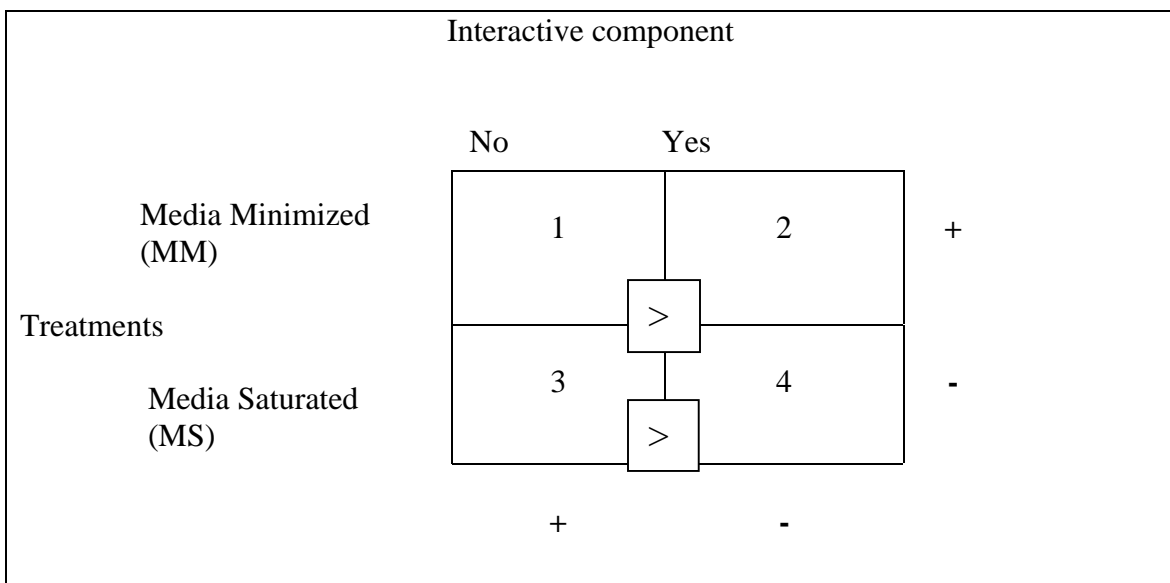 Interactive component
No Yes
Media Minimized
(MM)
1 2 +
>
Treatments
3 4 -
Media Saturated
(MS)
>
+ -